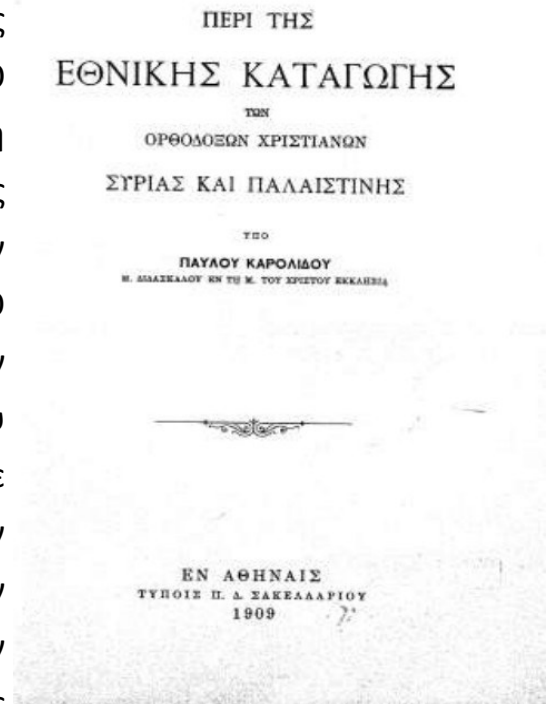 ΠΕΡΙ ΤΗΣ
ΕΘΝΙΚΗΣ ΚΑΤΑΓΩΓΗΣ
ΤΩΝ
ΟΡΘΟΔΟΞΩΝ ΧΡΙΣΤΙΑΝΩΝ
ΣΥΡΙΑΣ ΚΑΙ ΠΑΛΑΙΣΤΙΝΗΣ
ΥΠΟ
ΠΑΥΛΟΥ ΚΑΡΟΛΙΔΟΥ
Μ. ΔΙΔΑΣΚΑΛΟΥ ΕΝ ΤΗ Μ. ΤΟΥ ΧΡΙΣΤΟΥ ΕΚΚΛΗΣΙᾼ
ΕΝ ΑΘΗΝΑΙΣ
ΤΥΠΟΙΣ Π. Δ. ΣΑΚΕΛΛΑΡΙΟΥ
1909